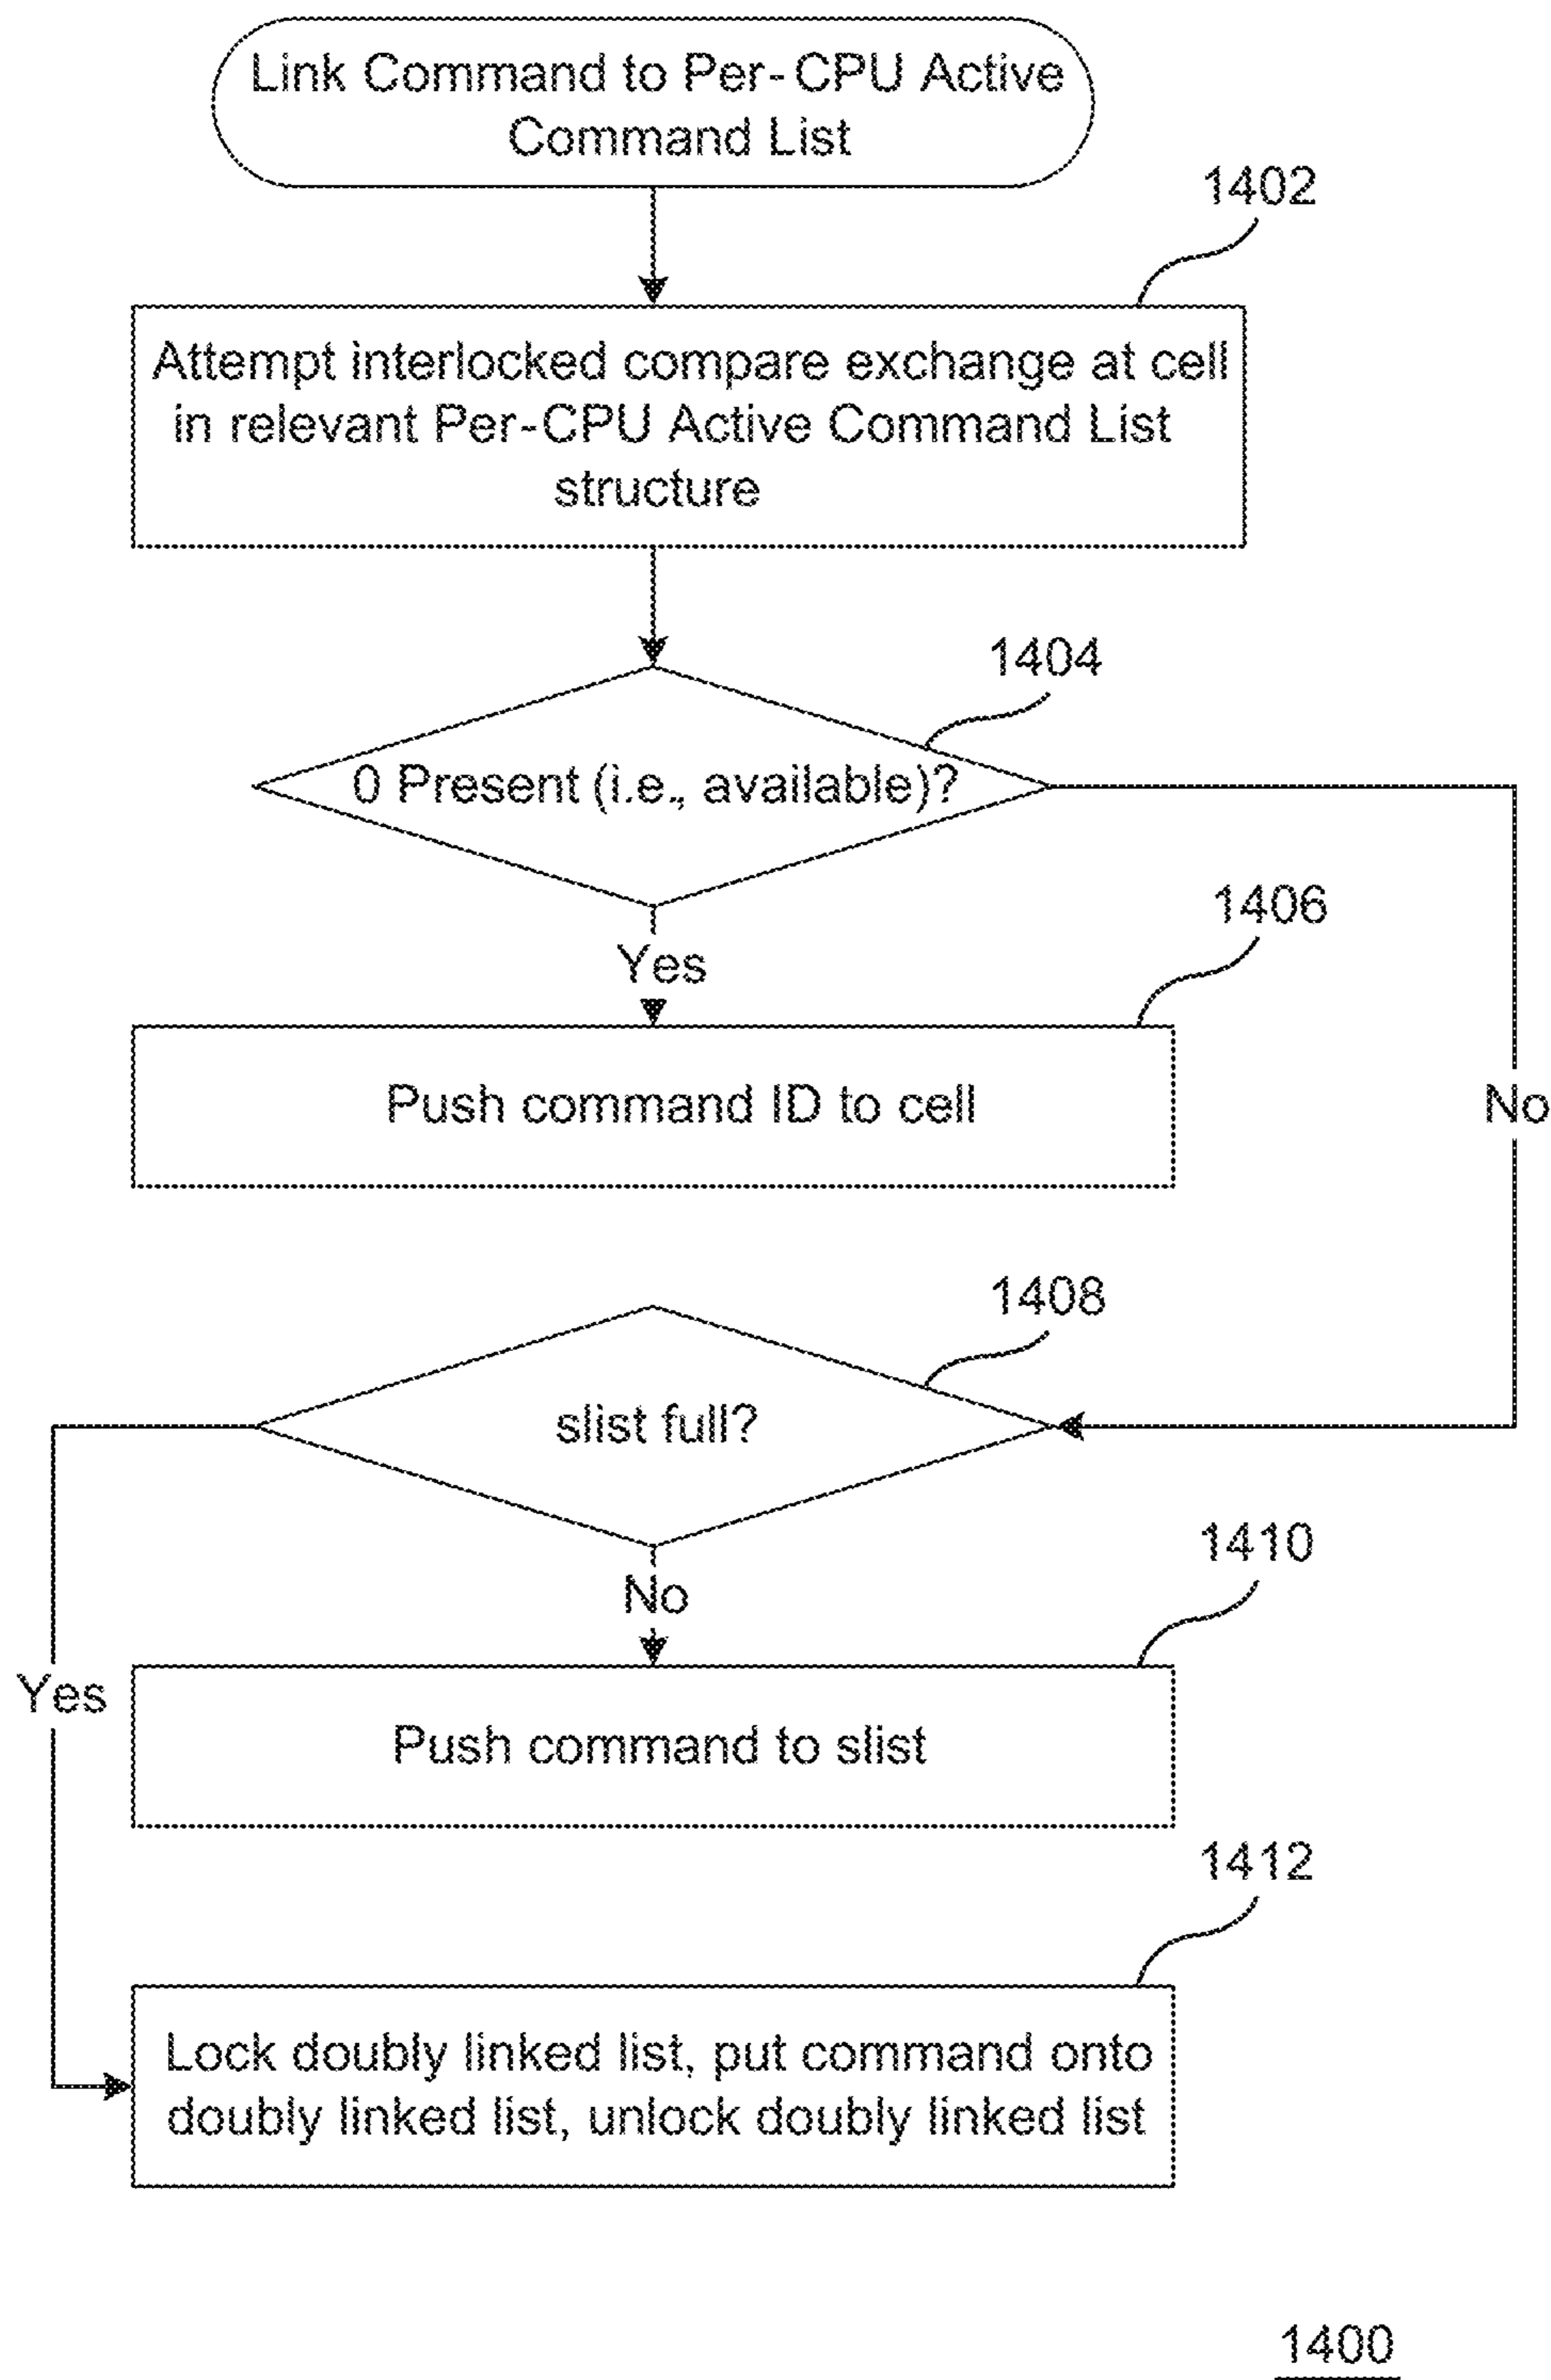 Link Command to Per-CPU Active
Command List
1402
Attempt interlocked compare exchange at cell
in relevant Per-CPU Active Command List
structure
1404
0 Present (i.e., available)?
1406
Yes
Push command ID to cell
No
1408
slist full?
1410
No
Yes
Push command to slist
1412
Lock doubly linked list, put command onto
doubly linked list, unlock doubly linked list
1400